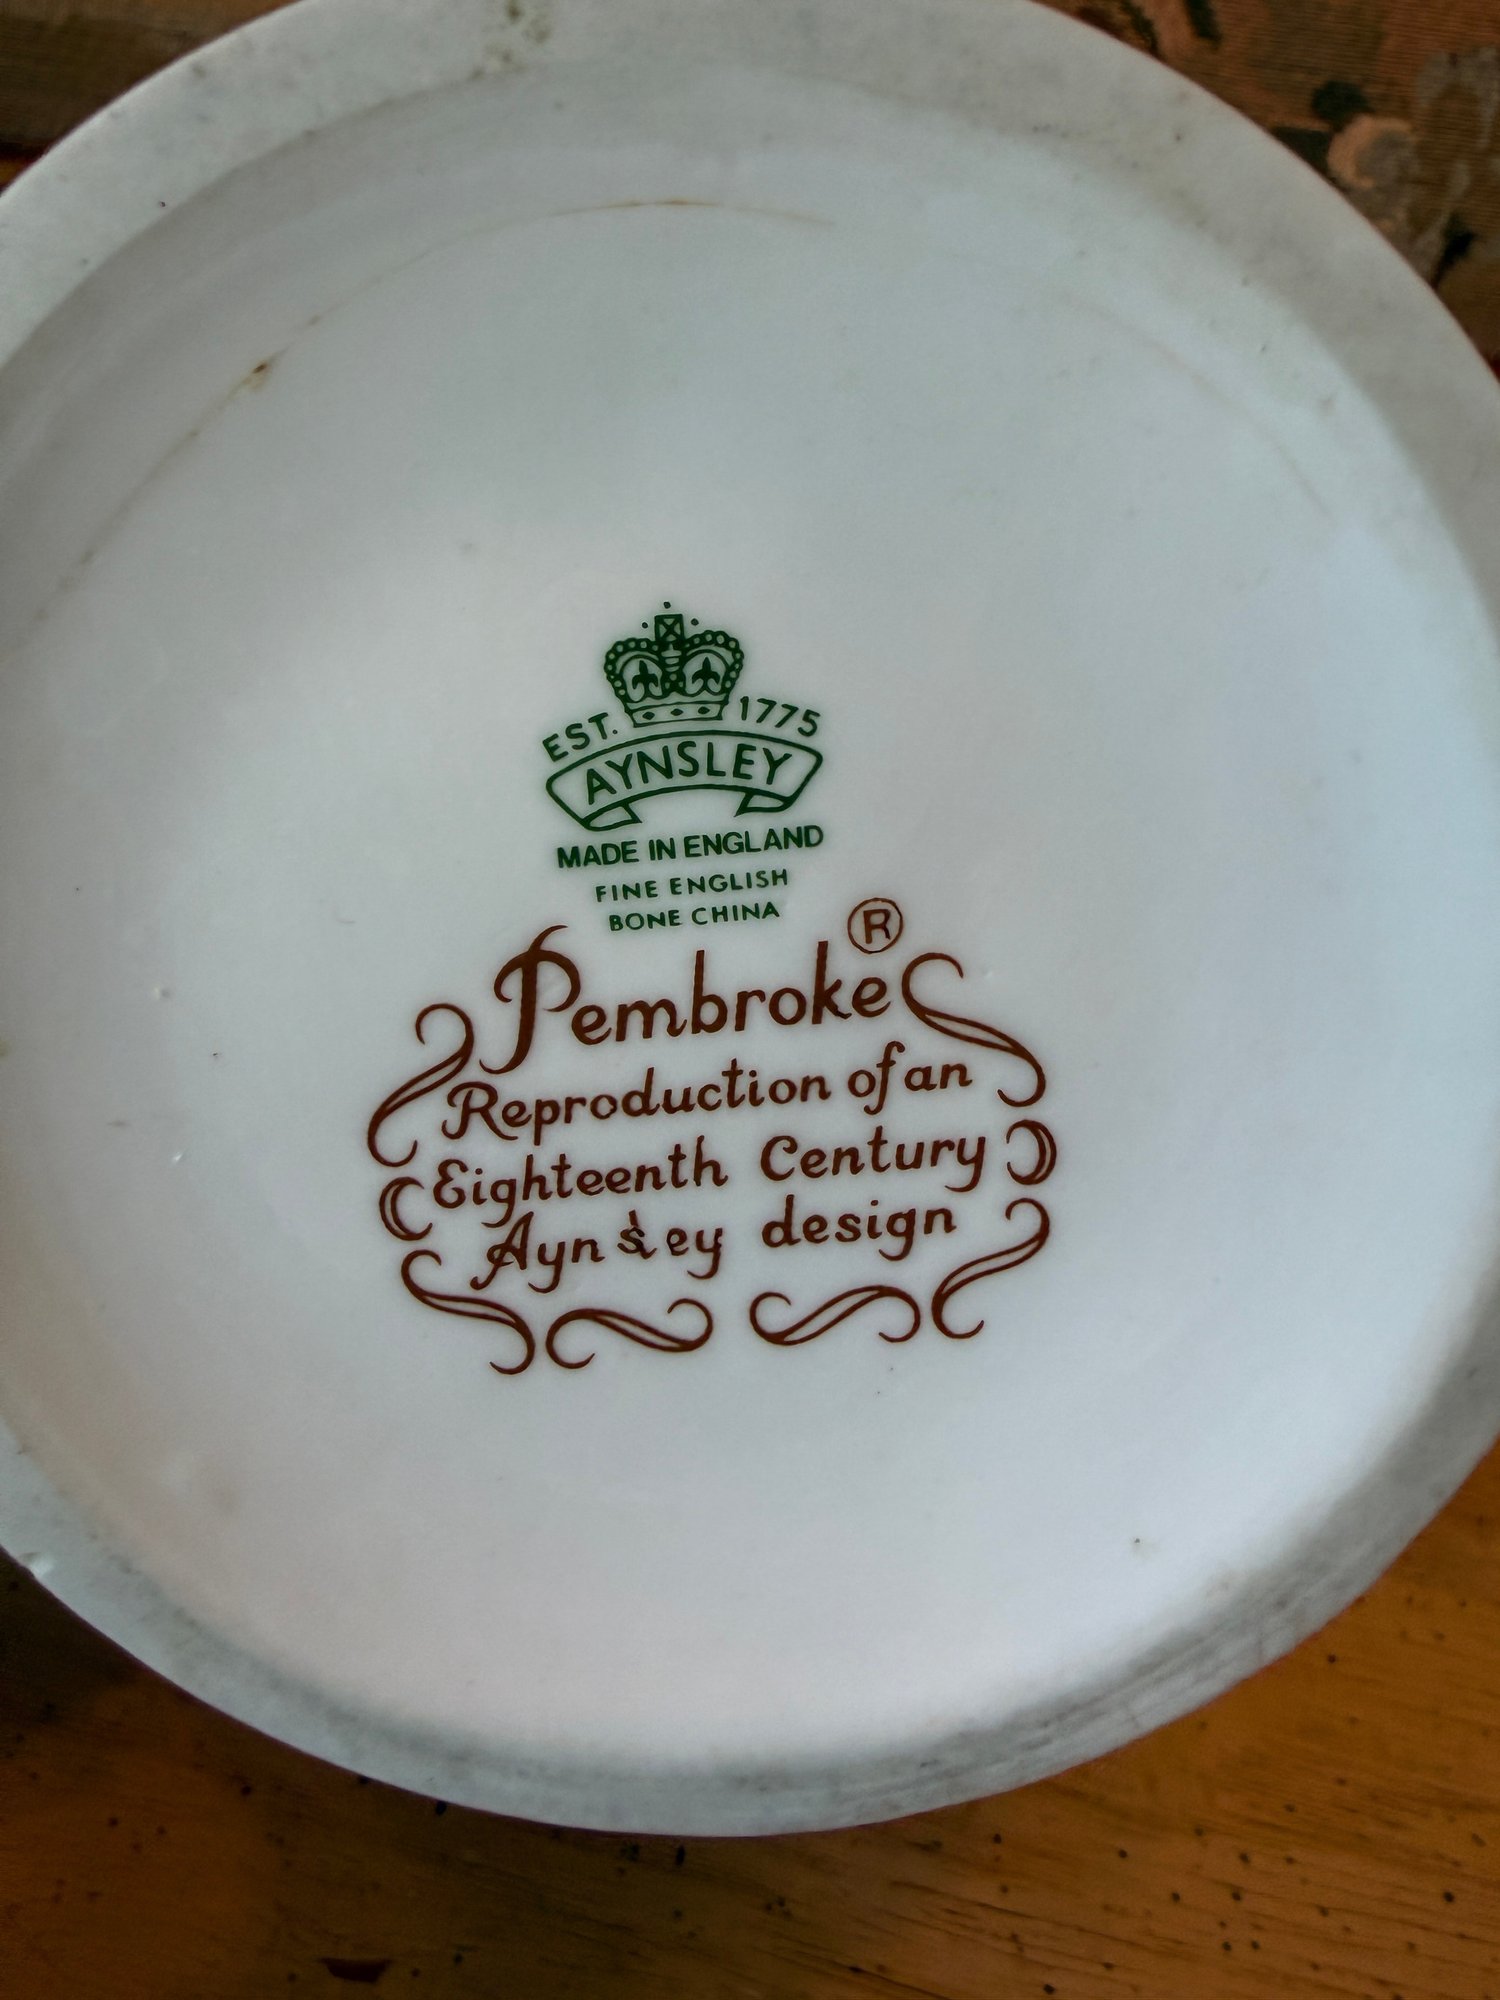 EST. 1775
AYNSLEY
MADE IN ENGLAND
FINE ENGLISH
BONE CHINA
Pembroke ®
Reproduction of an
Eighteenth Century
Aynsley design